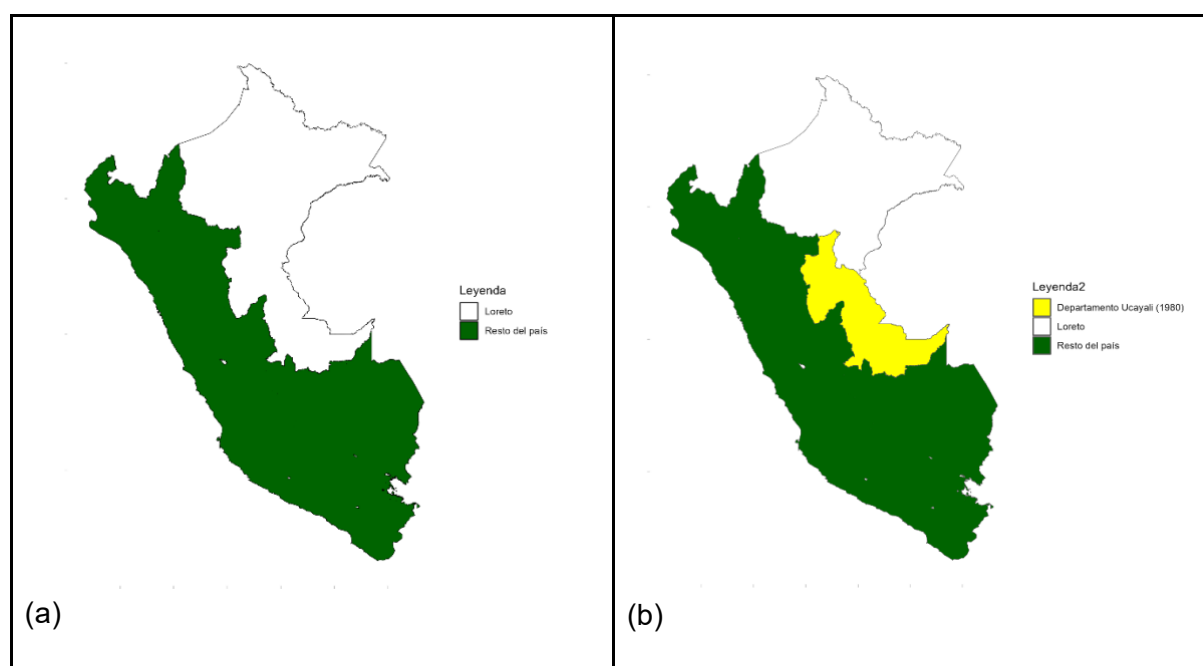 Leyenda
Loreto
Resto del país
(a)
Leyenda2
Departamento Ucayali (1980)
Loreto
Resto del país
(b)